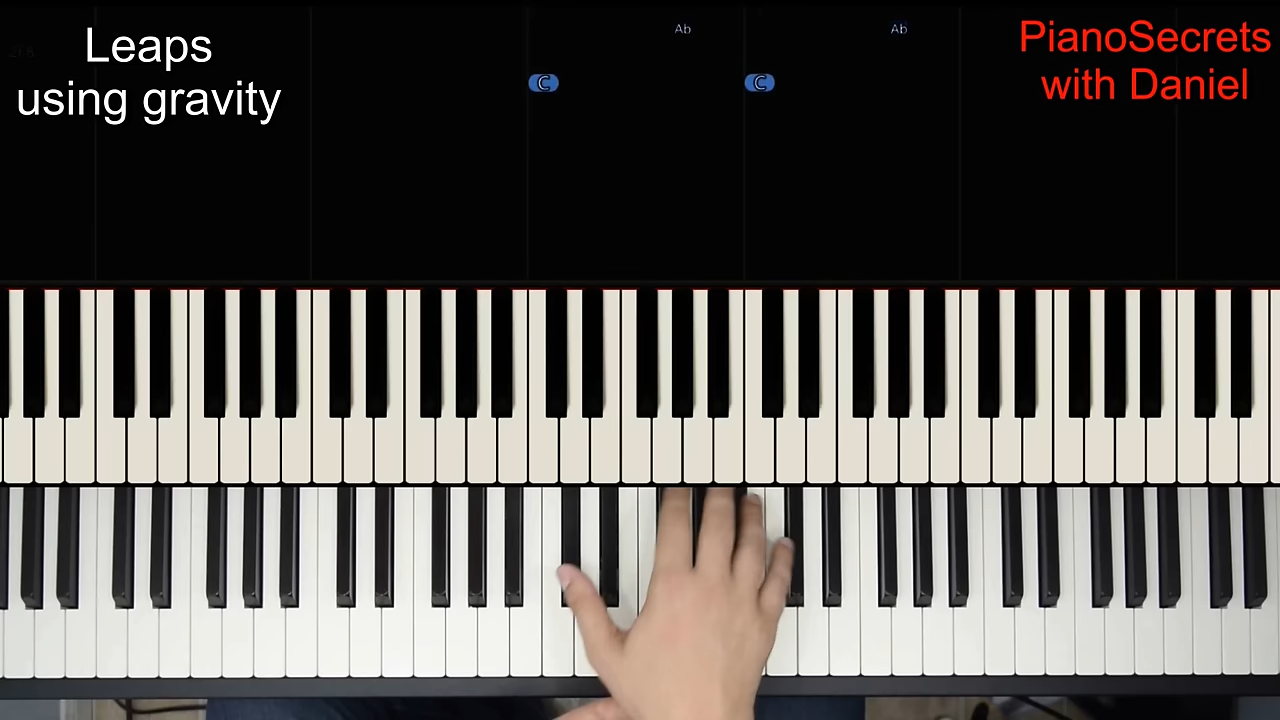 Leaps
using gravity
Ab
Ab
C
C
PianoSecrets
with Daniel